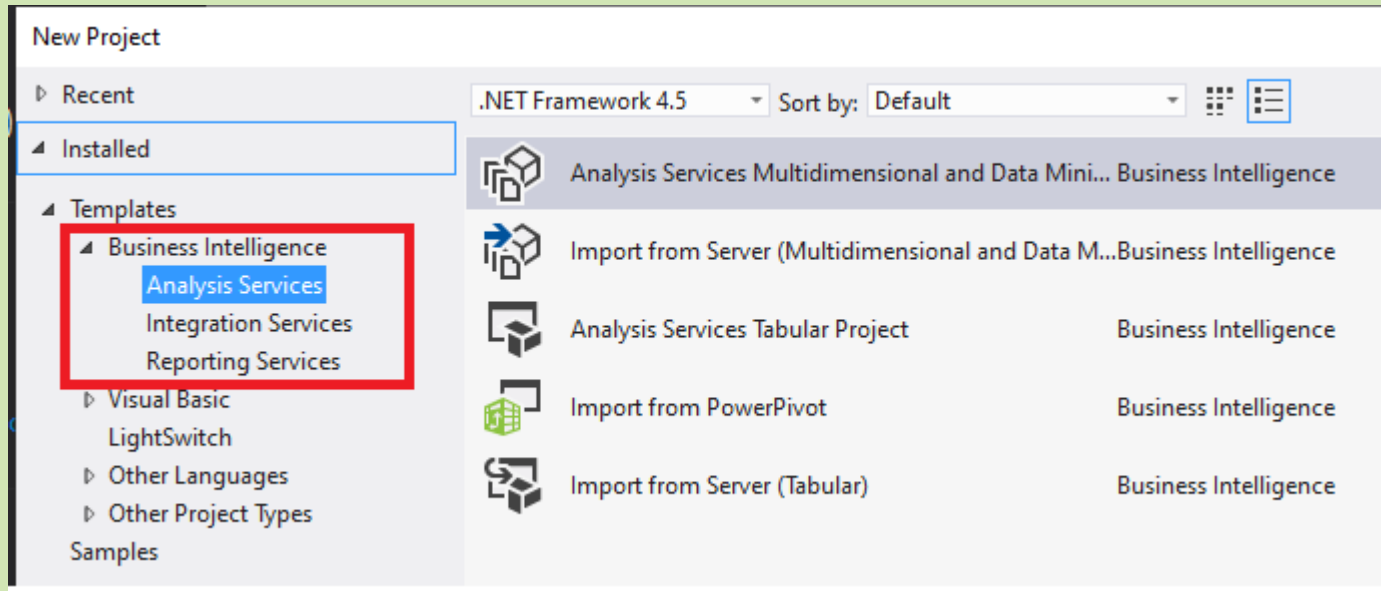 New Project
Recent
Installed
Templates
Business Intelligence
Analysis Services
Integration Services
Reporting Services
Visual Basic
LightSwitch
Other Languages
Other Project Types
Samples
.NET Framework 4.5 Sort by: Default
Analysis Services Multidimensional and Data Mini... Business Intelligence
Import from Server (Multidimensional and Data M...Business Intelligence
Analysis Services Tabular Project Business Intelligence
Import from PowerPivot Business Intelligence
Import from Server (Tabular) Business Intelligence